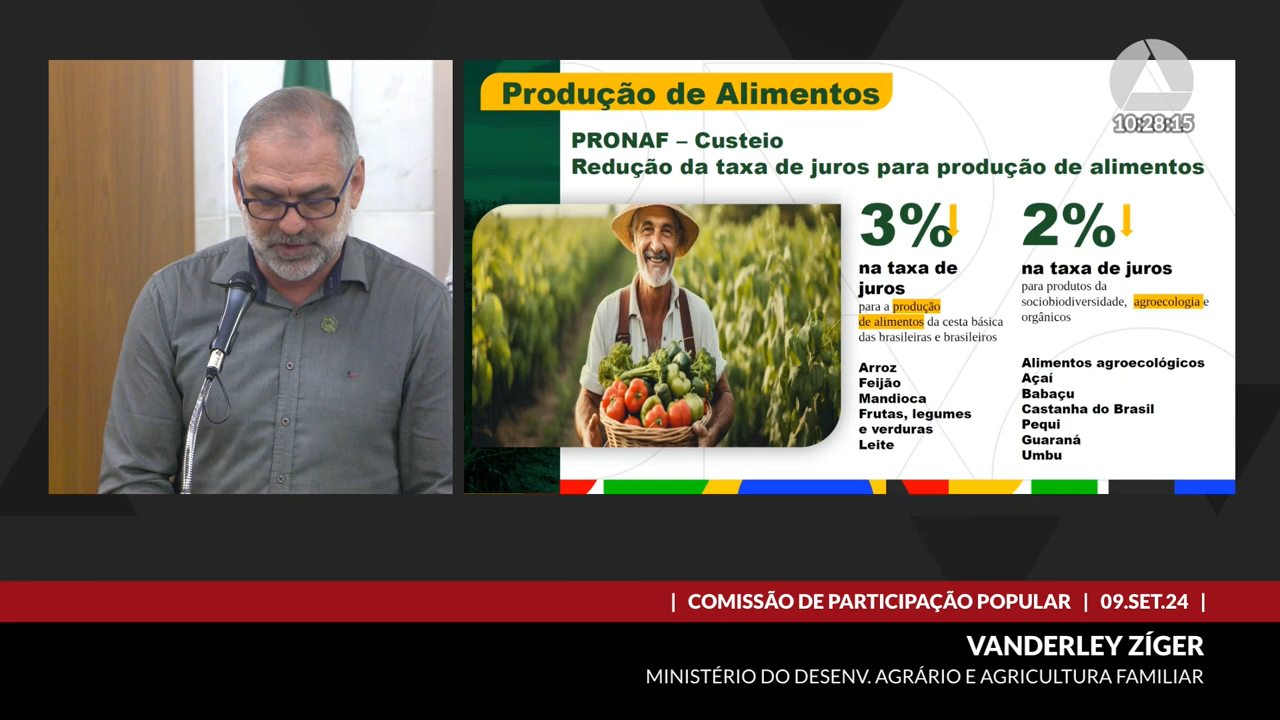 Produção de Alimentos
10:28:15
PRONAF – Custeio
Redução da taxa de juros para produção de alimentos
3%
na taxa de
juros
para a produção
de alimentos da cesta básica
das brasileiras e brasileiros
Arroz
Feijão
Mandioca
Frutas, legumes
e verduras
Leite
2%
na taxa de juros
para produtos da
sociobiodiversidade, agroecologia e
orgânicos
Alimentos agroecológicos
Açaí
Babaçu
Castanha do Brasil
Pequi
Guaraná
Umbu
| COMISSÃO DE PARTICIPAÇÃO POPULAR | 09.SET.24 |
VANDERLEY ZÍGER
MINISTÉRIO DO DESENV. AGRÁRIO E AGRICULTURA FAMILIAR